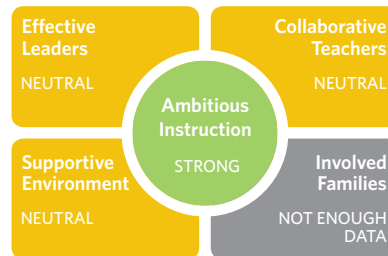 Effective
Leaders
NEUTRAL
Collaborative
Teachers
NEUTRAL
Ambitious
Instruction
STRONG
Supportive
Environment
NEUTRAL
Involved
Families
NOT ENOUGH
DATA